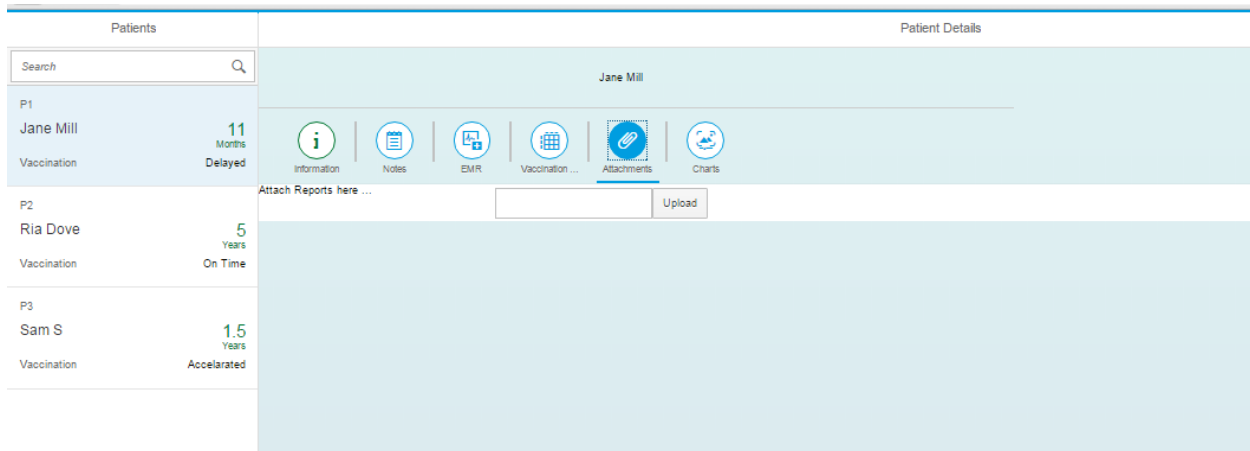 Patients
Patient Details
Search
Jane Mill
P1
Jane Mill 11
Months
Vaccination Delayed
Information Notes EMR Vaccination ... Attachments Charts
Attach Reports here ...
Upload
P2
Ria Dove 5
Years
Vaccination On Time
P3
Sam S 1.5
Years
Vaccination Accelarated